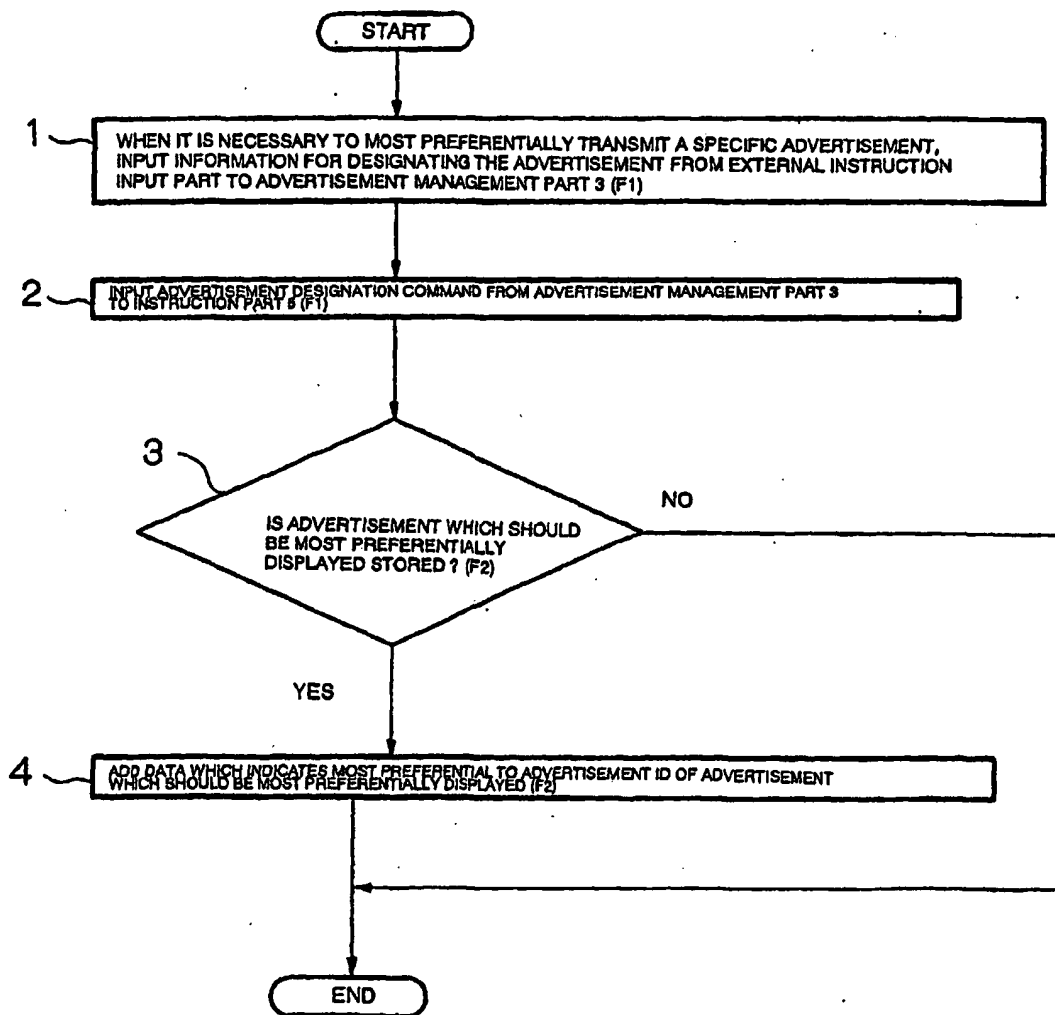 START
1
WHEN IT IS NECESSARY TO MOST PREFERENTIALLY TRANSMIT A SPECIFIC ADVERTISEMENT,
INPUT INFORMATION FOR DESIGNATING THE ADVERTISEMENT FROM EXTERNAL INSTRUCTION
INPUT PART TO ADVERTISEMENT MANAGEMENT PART 3 (F1)
2
INPUT ADVERTISEMENT DESIGNATION COMMAND FROM ADVERTISEMENT MANAGEMENT PART 3
TO INSTRUCTION PART 5 (F1)
3
NO
IS ADVERTISEMENT WHICH SHOULD
BE MOST PREFERENTIALLY
DISPLAYED STORED ? (F2)
YES
4
ADD DATA WHICH INDICATES MOST PREFERENTIAL TO ADVERTISEMENT ID OF ADVERTISEMENT
WHICH SHOULD BE MOST PREFERENTIALLY DISPLAYED (F2)
END